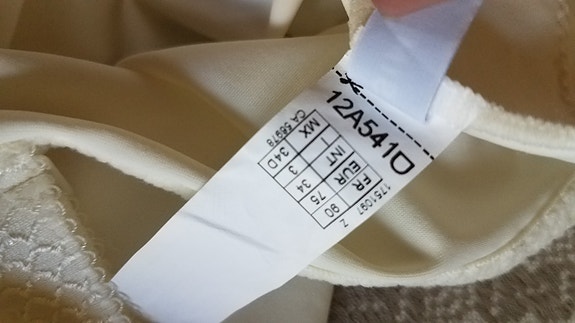 12A541D
1751097 Z
FR 90
EUR 75
INT 34
3
MX 34D
CA 56978